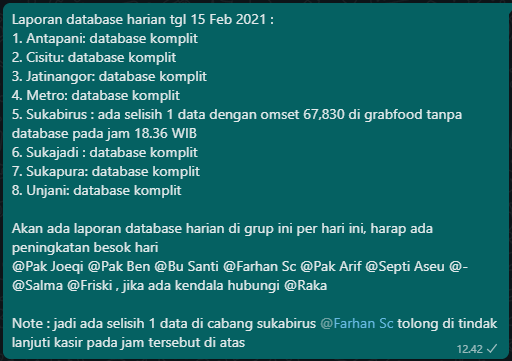 Laporan database harian tgl 15 Feb 2021 :
1. Antapani: database komplit
2. Cisitu: database komplit
3. Jatinangor: database komplit
4. Metro: database komplit
5. Sukabirus : ada selisih 1 data dengan omset 67,830 di grabfood tanpa
database pada jam 18.36 WIB
6. Sukajadi : database komplit
7. Sukapura: database komplit
8. Unjani: database komplit
Akan ada laporan database harian di grup ini per hari ini, harap ada
peningkatan besok hari
@Pak Joeqi @Pak Ben @Bu Santi @Farhan Sc @Pak Arif @Septi Aseu @-
@Salma @Friski , jika ada kendala hubungi @Raka
Note : jadi ada selisih 1 data di cabang sukabirus @Farhan Sc tolong di tindak
lanjuti kasir pada jam tersebut di atas
12.42